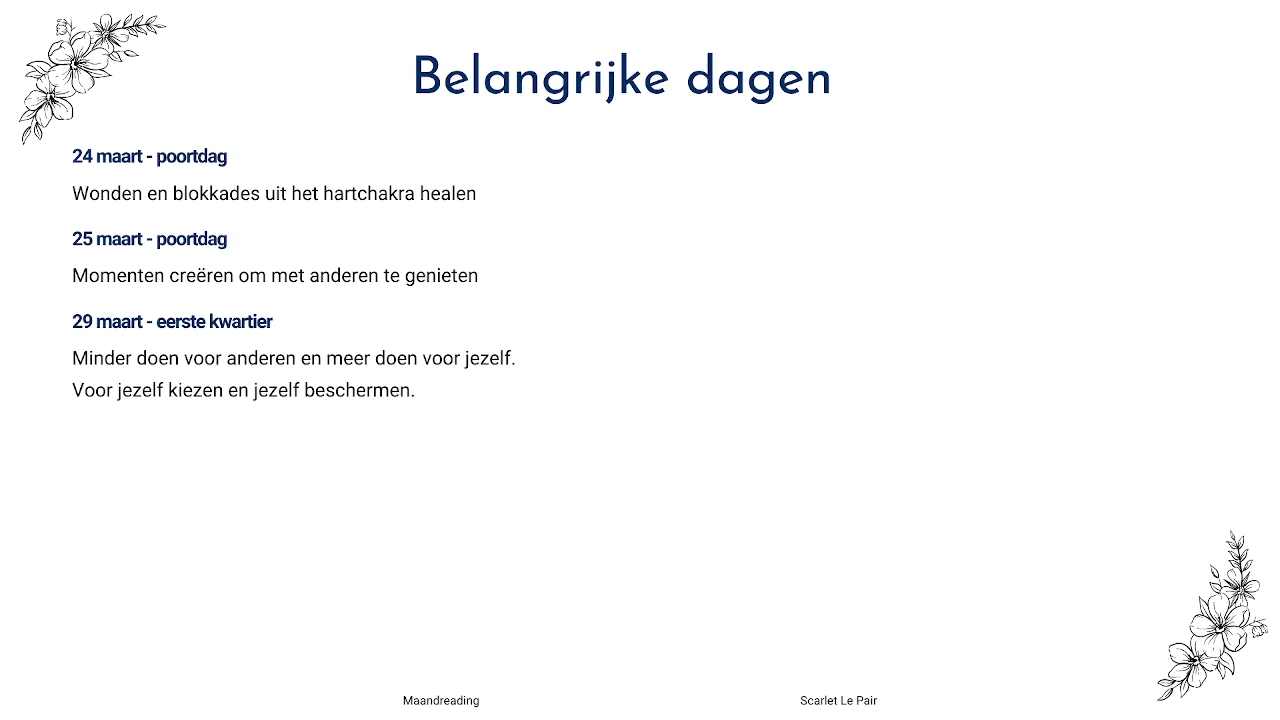 Belangrijke dagen
24 maart - poortdag
Wonden en blokkades uit het hartchakra healen
25 maart - poortdag
Momenten creëren om met anderen te genieten
29 maart - eerste kwartier
Minder doen voor anderen en meer doen voor jezelf.
Voor jezelf kiezen en jezelf beschermen.
Maandreading
Scarlet Le Pair